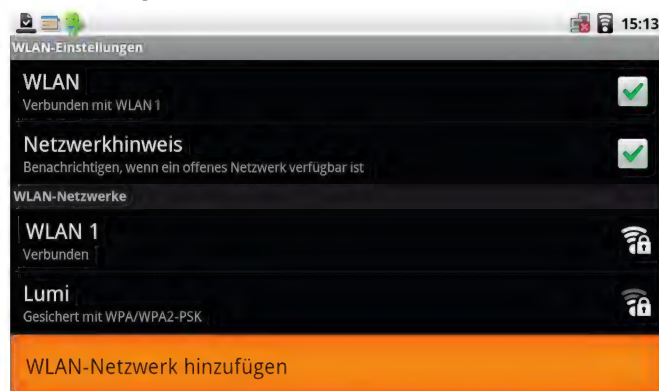 15:13
WLAN-Einstellungen
WLAN
Verbunden mit WLAN 1
Netzwerkhinweis
Benachrichtigen, wenn ein offenes Netzwerk verfügbar ist
WLAN-Netzwerke
WLAN 1
Verbunden
Lumi
Gesichert mit WPA/WPA2-PSK
WLAN-Netzwerk hinzufügen